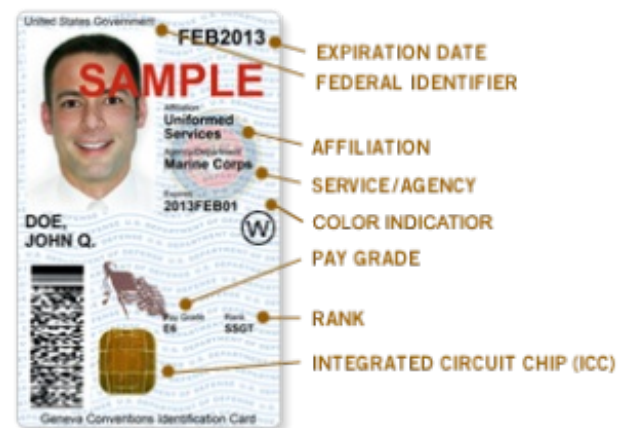 United States Government
FEB2013
SAMPLE
Affiliation
Uniformed
Services
Agency/Department
Marine Corps
Expires
2013FEB01
DOE,
JOHN Q.
W
Pay Grade
E6
Rank
SSGT
Geneva Conventions Identification Card
EXPIRATION DATE
FEDERAL IDENTIFIER
AFFILIATION
SERVICE/AGENCY
COLOR INDICATIOR
PAY GRADE
RANK
INTEGRATED CIRCUIT CHIP (ICC)